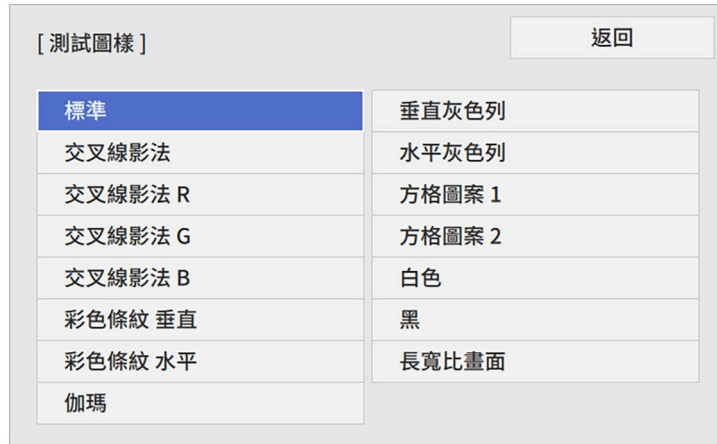 [ 測試圖樣 ]
返回
標準
交叉線影法
交叉線影法 R
交叉線影法 G
交叉線影法 B
彩色條紋 垂直
彩色條紋 水平
伽瑪
垂直灰色列
水平灰色列
方格圖案 1
方格圖案 2
白色
黑
長寬比畫面